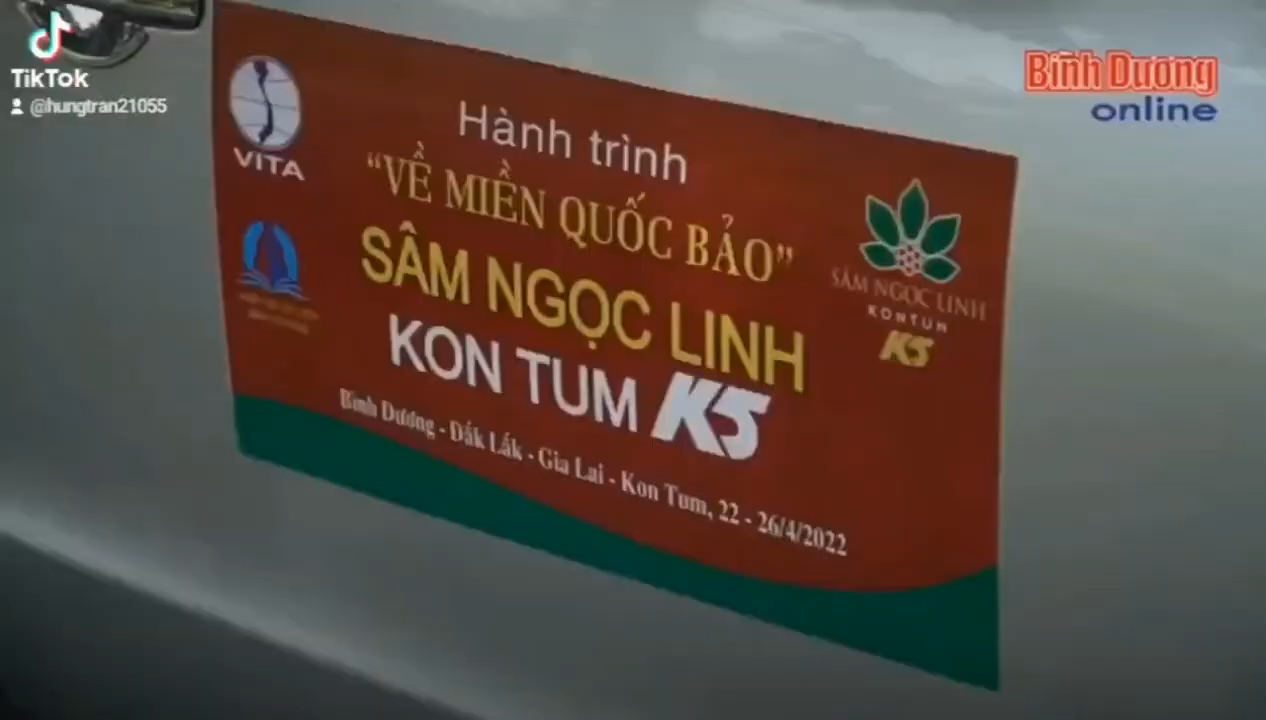 TikTok
@hungtran21055
Bình Dương
online
VITA
Hành trình
“VỀ MIỀN QUỐC BẢO”
SÂM NGỌC LINH
KON TUM K5
Bình Dương - Đắk Lắk - Gia Lai - Kon Tum, 22 - 26/4/2022
SÂM NGỌC LINH
KONTUM
K5